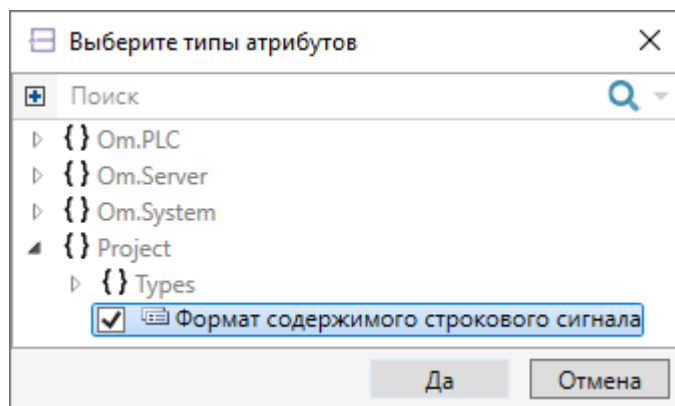 Выберите типы атрибутов
Поиск
{} Om.PLC
{} Om.Server
{} Om.System
{} Project
{} Types
Формат содержимого строкового сигнала
Да Отмена